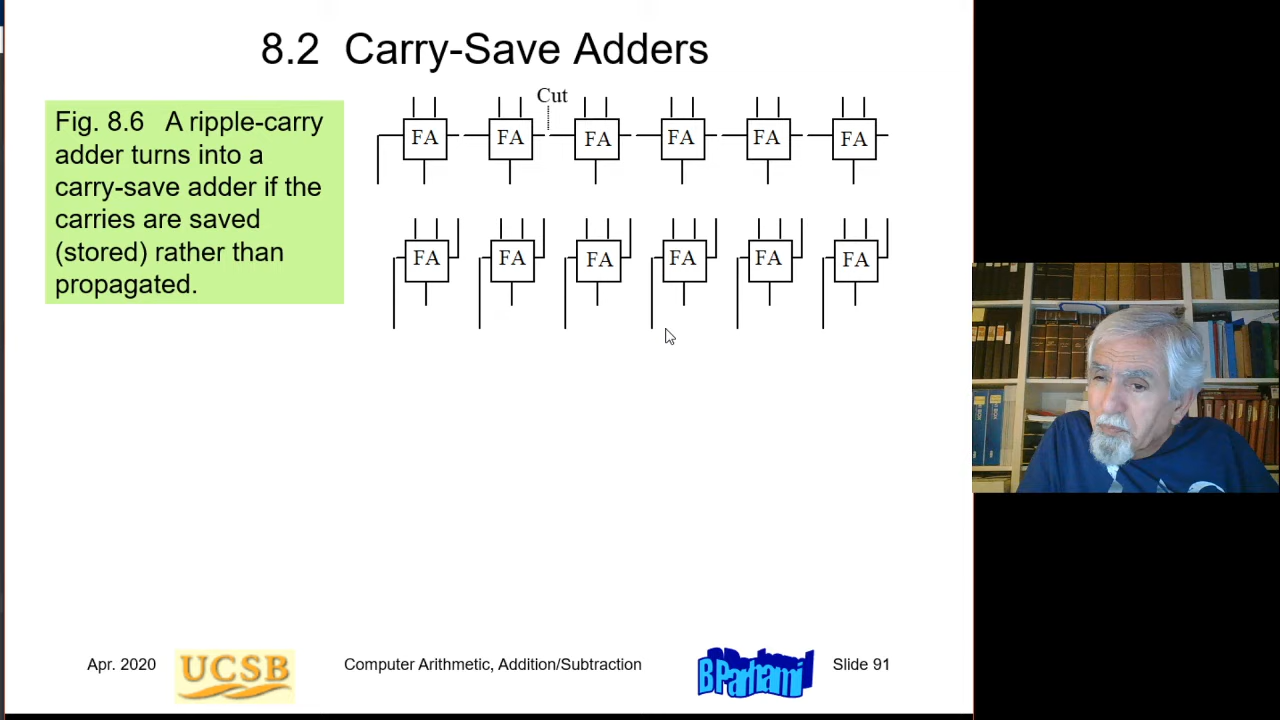 8.2 Carry-Save Adders
Fig. 8.6 A ripple-carry
adder turns into a
carry-save adder if the
carries are saved
(stored) rather than
propagated.
Cut
FA FA FA FA FA FA
FA FA FA FA FA FA
Apr. 2020
UCSB
Computer Arithmetic, Addition/Subtraction
B Parhami
Slide 91